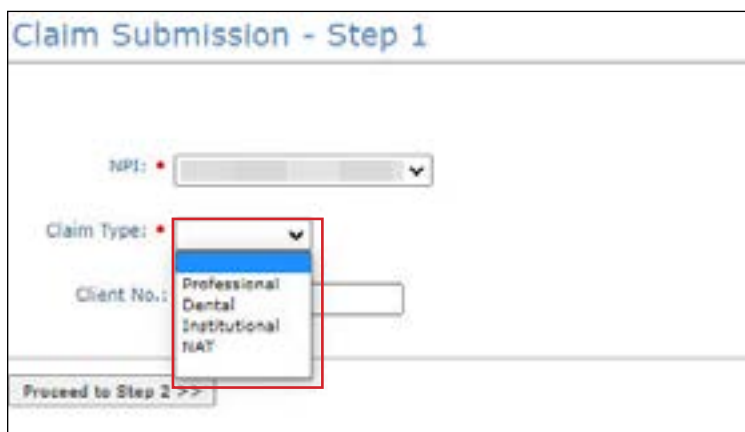 Claim Submission - Step 1
NPI: •
Claim Type: •
Professional
Client No.:
Dental
Institutional
NAT
Proceed to Step 2 >>